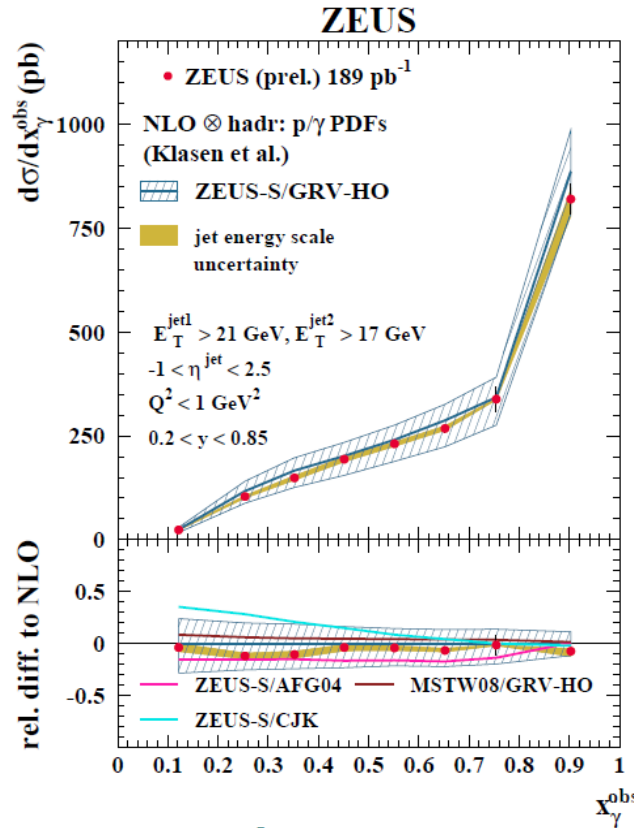 ZEUS
dσ/dxγ^obs (pb)
ZEUS (prel.) 189 pb⁻¹
NLO ⊗ hadr: p/γ PDFs
(Klasen et al.)
ZEUS-S/GRV-HO
jet energy scale
uncertainty
E_T^jet1 > 21 GeV, E_T^jet2 > 17 GeV
-1 < η^jet < 2.5
Q² < 1 GeV²
0.2 < y < 0.85
1000
750
500
250
0
rel. diff. to NLO
0.5
0
-0.5
ZEUS-S/AFG04
MSTW08/GRV-HO
ZEUS-S/CJK
0 0.1 0.2 0.3 0.4 0.5 0.6 0.7 0.8 0.9 1
xγ^obs